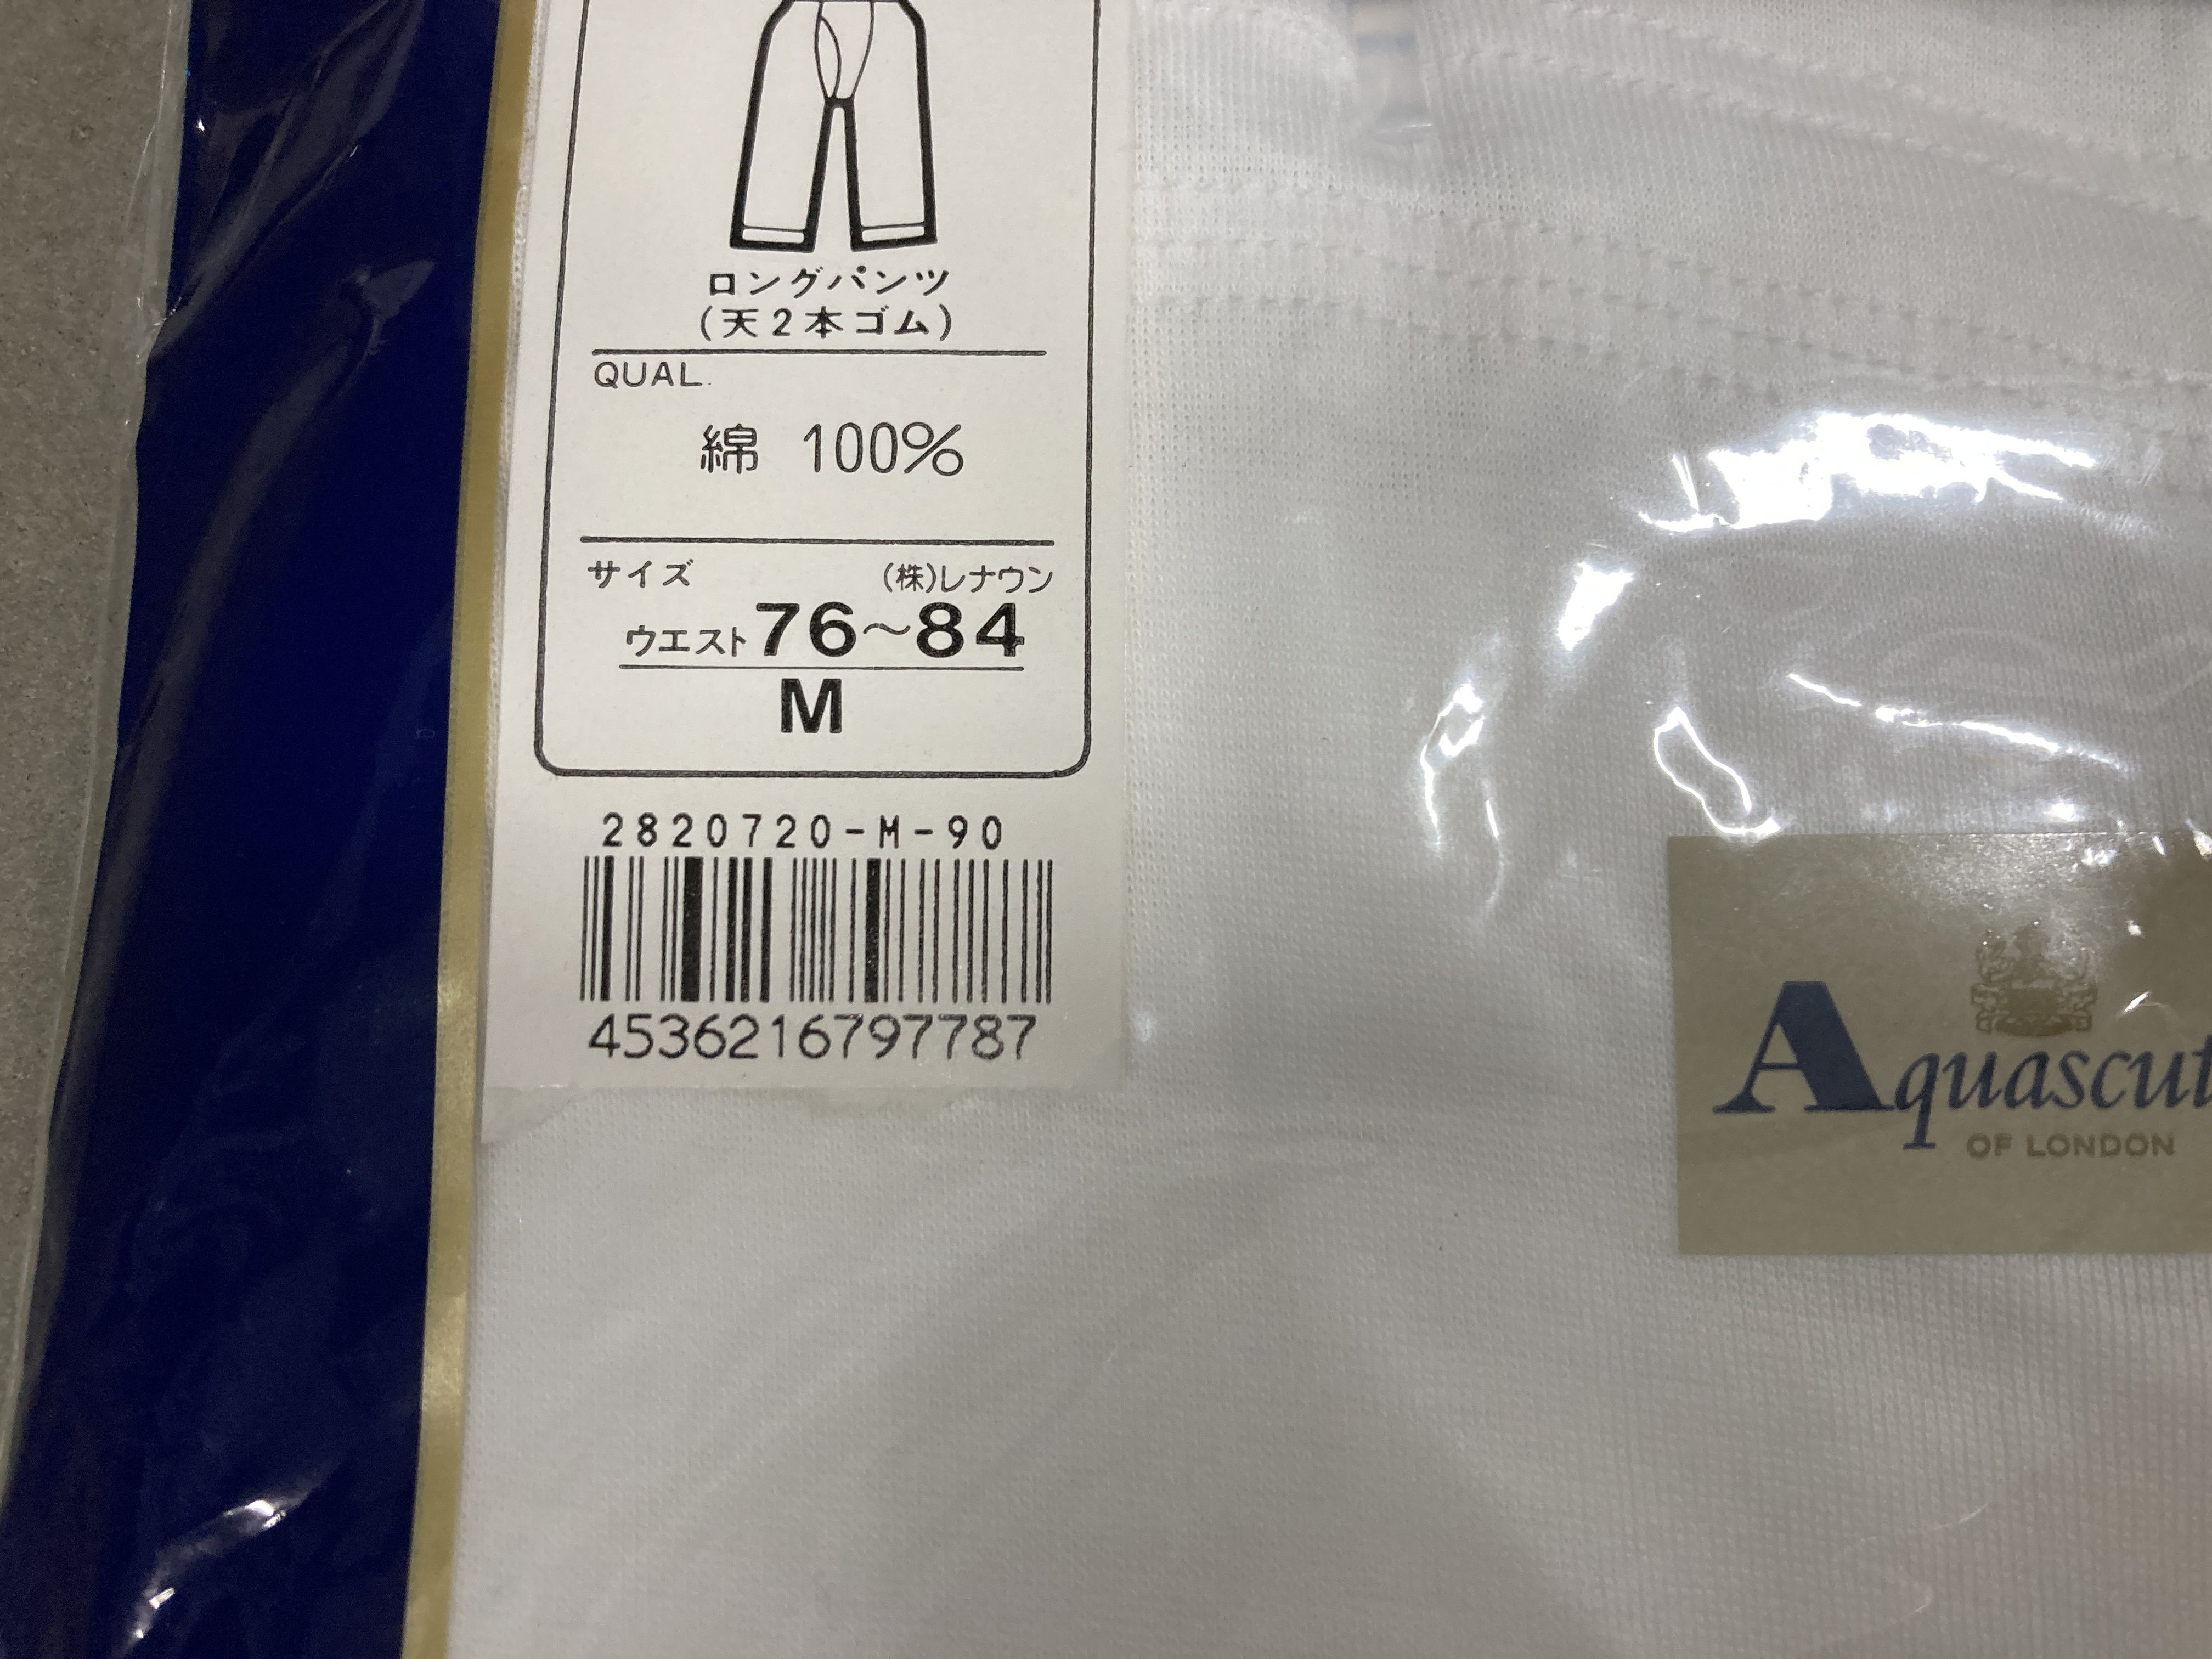 ロングパンツ
(天2本ゴム)
QUAL.
綿 100%
サイズ (株)レナウン
ウエスト76~84
M
2820720-M-90
4536216797787
Aquascut
OF LONDON